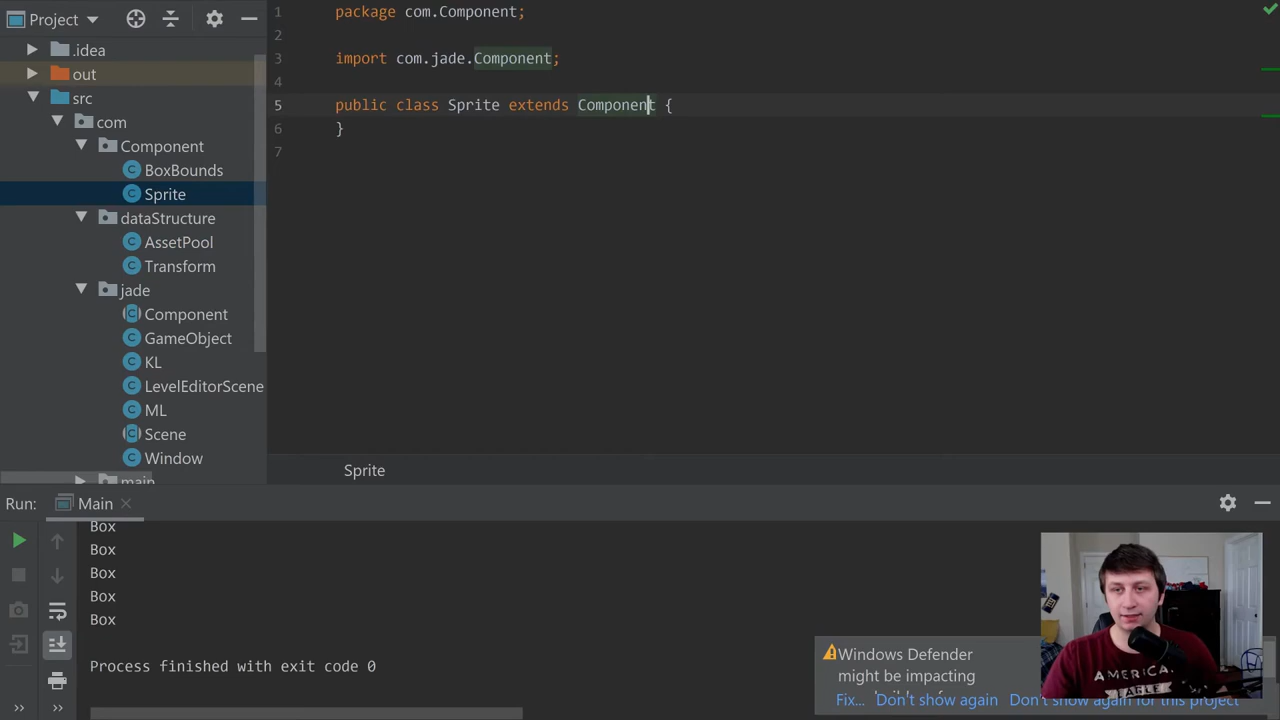 Project
.idea
out
src
com
Component
BoxBounds
Sprite
dataStructure
AssetPool
Transform
jade
Component
GameObject
KL
LevelEditorScene
ML
Scene
Window
main
1 package com.Component;
2
3 import com.jade.Component;
4
5 public class Sprite extends Component {
6 }
7
Sprite
Run: Main
Box
Box
Box
Box
Box
Process finished with exit code 0
Windows Defender
might be impacting
Fix... Don't show again Don't show again for this project
AMERICA
EAGLE